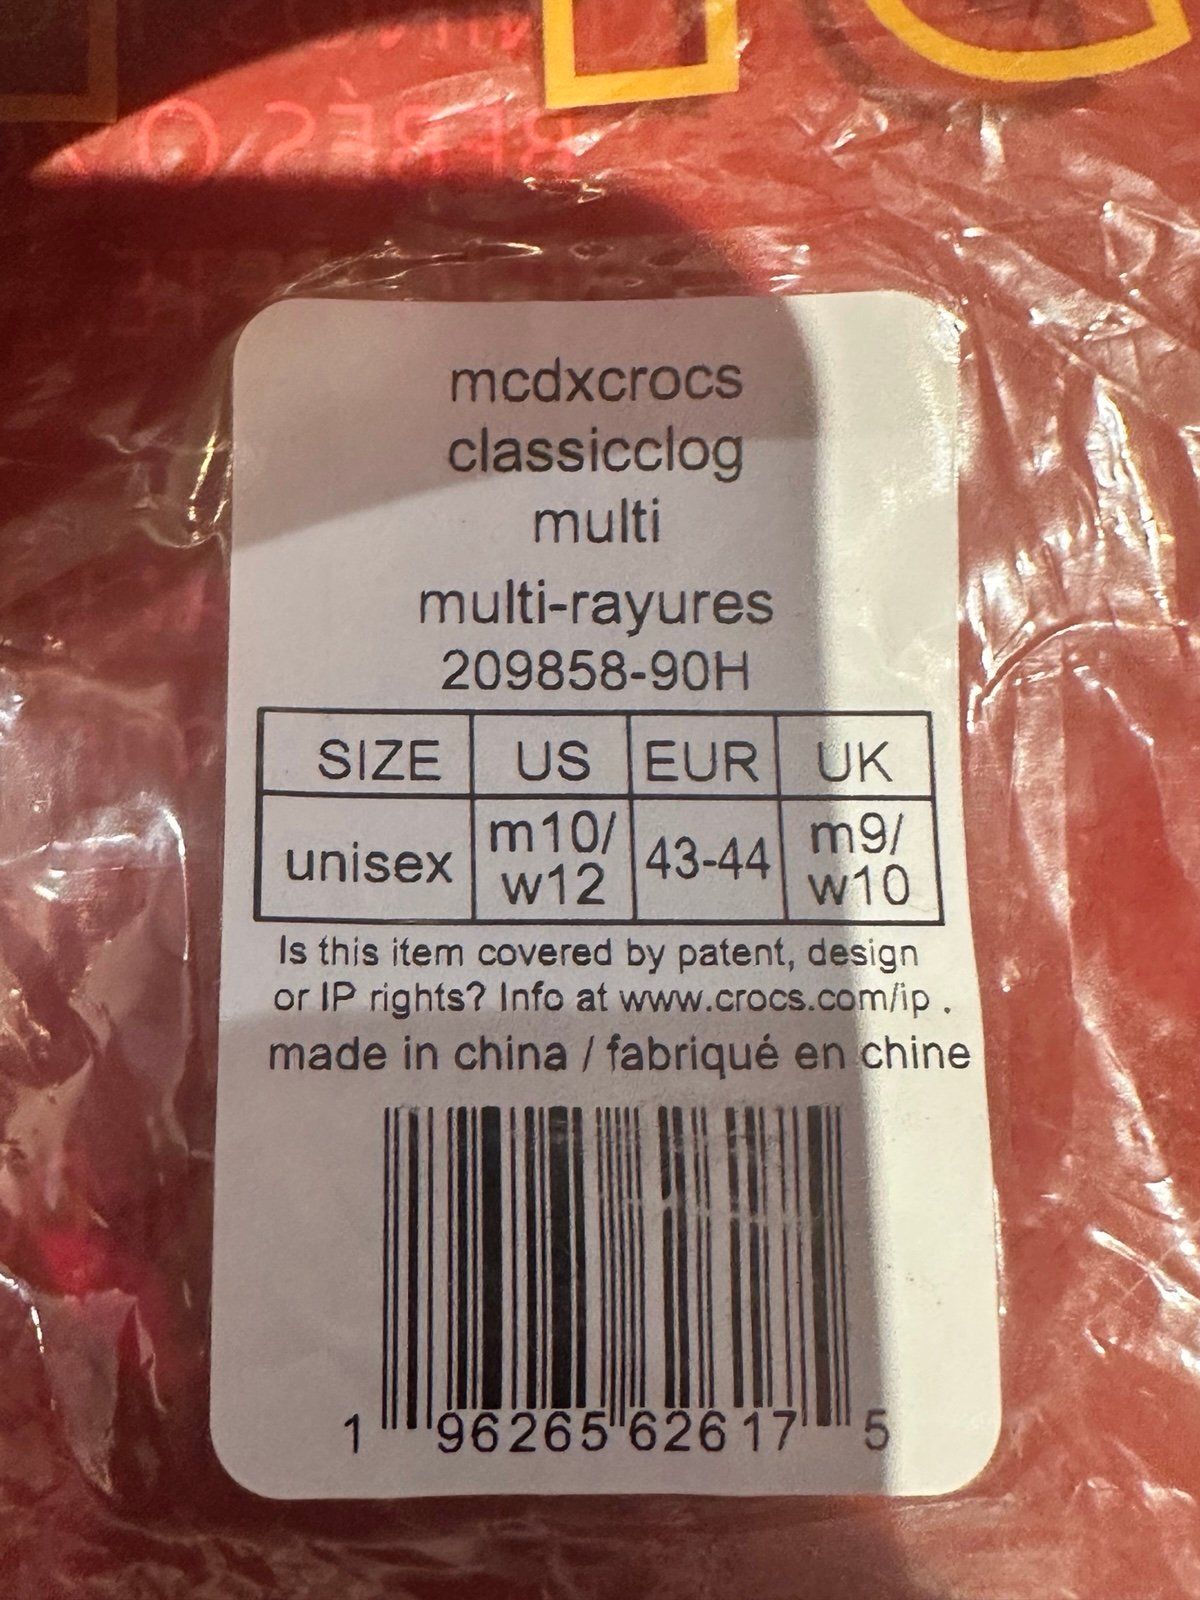 mcdxcrocs
classicclog
multi
multi-rayures
209858-90H
SIZE US EUR UK
unisex m10/ w12 43-44 m9/ w10
Is this item covered by patent, design
or IP rights? Info at www.crocs.com/ip .
made in china / fabriqué en chine
1 96265 62617 5